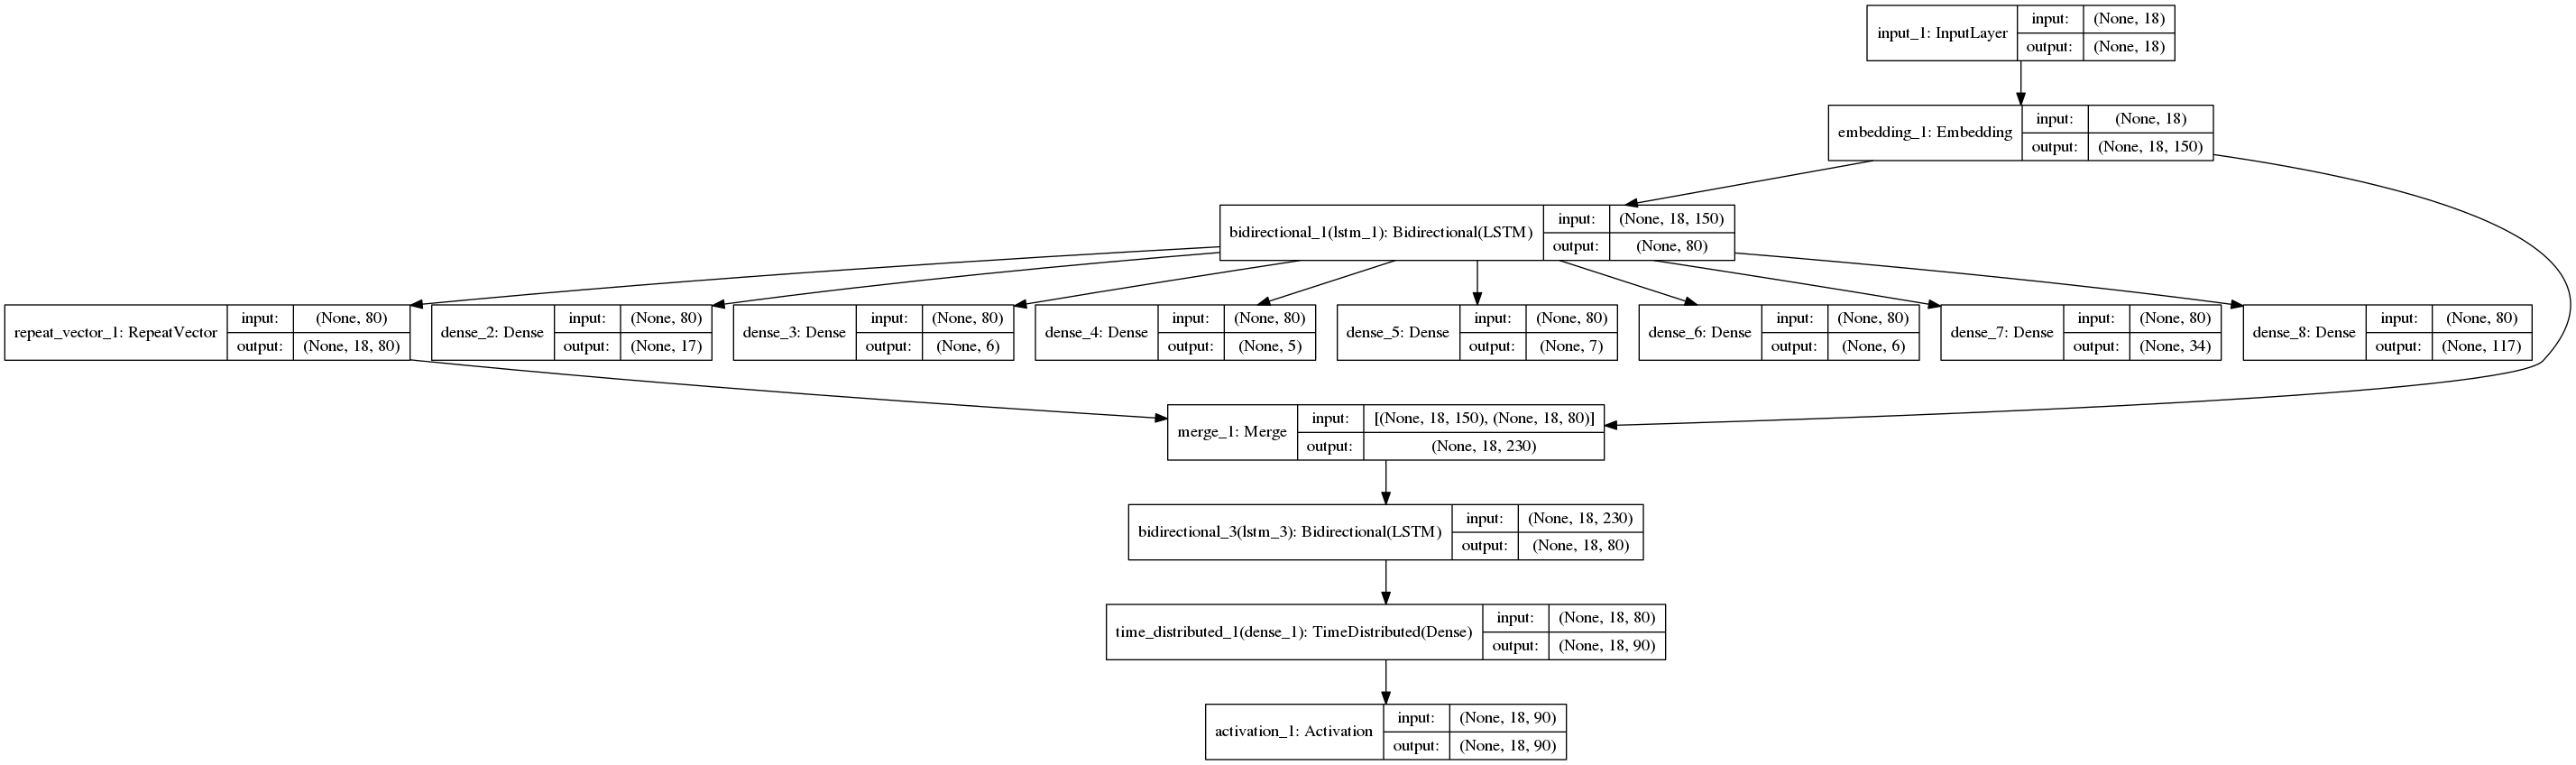 input_1: InputLayer
input: (None, 18)
output: (None, 18)
embedding_1: Embedding
input: (None, 18)
output: (None, 18, 150)
bidirectional_1(lstm_1): Bidirectional(LSTM)
input: (None, 18, 150)
output: (None, 80)
repeat_vector_1: RepeatVector
input: (None, 80)
output: (None, 18, 80)
dense_2: Dense
input: (None, 80)
output: (None, 17)
dense_3: Dense
input: (None, 80)
output: (None, 6)
dense_4: Dense
input: (None, 80)
output: (None, 5)
dense_5: Dense
input: (None, 80)
output: (None, 7)
dense_6: Dense
input: (None, 80)
output: (None, 6)
dense_7: Dense
input: (None, 80)
output: (None, 34)
dense_8: Dense
input: (None, 80)
output: (None, 117)
merge_1: Merge
input: [(None, 18, 150), (None, 18, 80)]
output: (None, 18, 230)
bidirectional_3(lstm_3): Bidirectional(LSTM)
input: (None, 18, 230)
output: (None, 18, 80)
time_distributed_1(dense_1): TimeDistributed(Dense)
input: (None, 18, 80)
output: (None, 18, 90)
activation_1: Activation
input: (None, 18, 90)
output: (None, 18, 90)